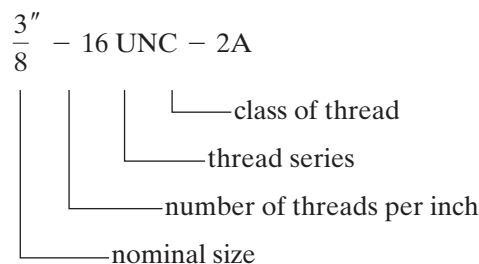 3″/8 – 16 UNC – 2A
class of thread
thread series
number of threads per inch
nominal size